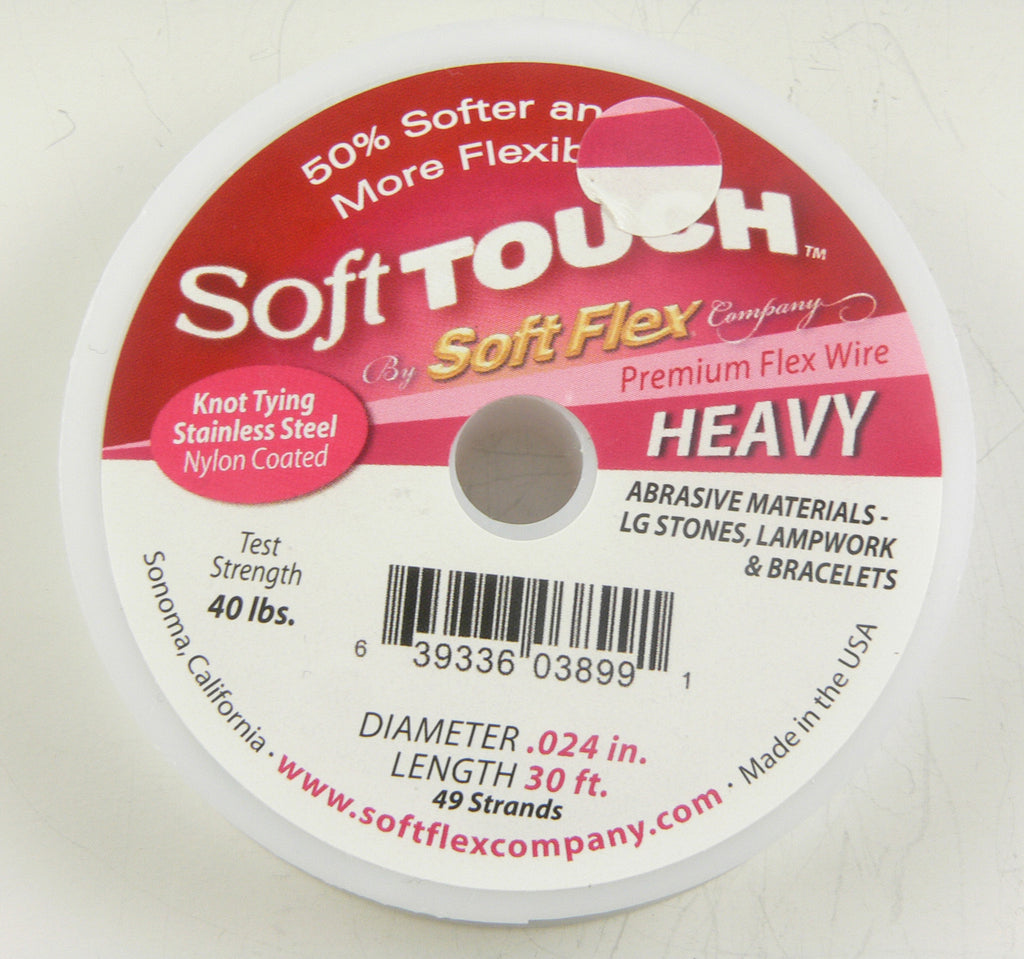 50% Softer an
More Flexib
Soft TOUCH™
By Soft Flex Company
Premium Flex Wire
HEAVY
Knot Tying
Stainless Steel
Nylon Coated
ABRASIVE MATERIALS -
LG STONES, LAMPWORK
& BRACELETS
Test
Strength
40 lbs.
6 39336 03899 1
DIAMETER .024 in.
LENGTH 30 ft.
49 Strands
Sonoma, California · www.softflexcompany.com · Made in the USA